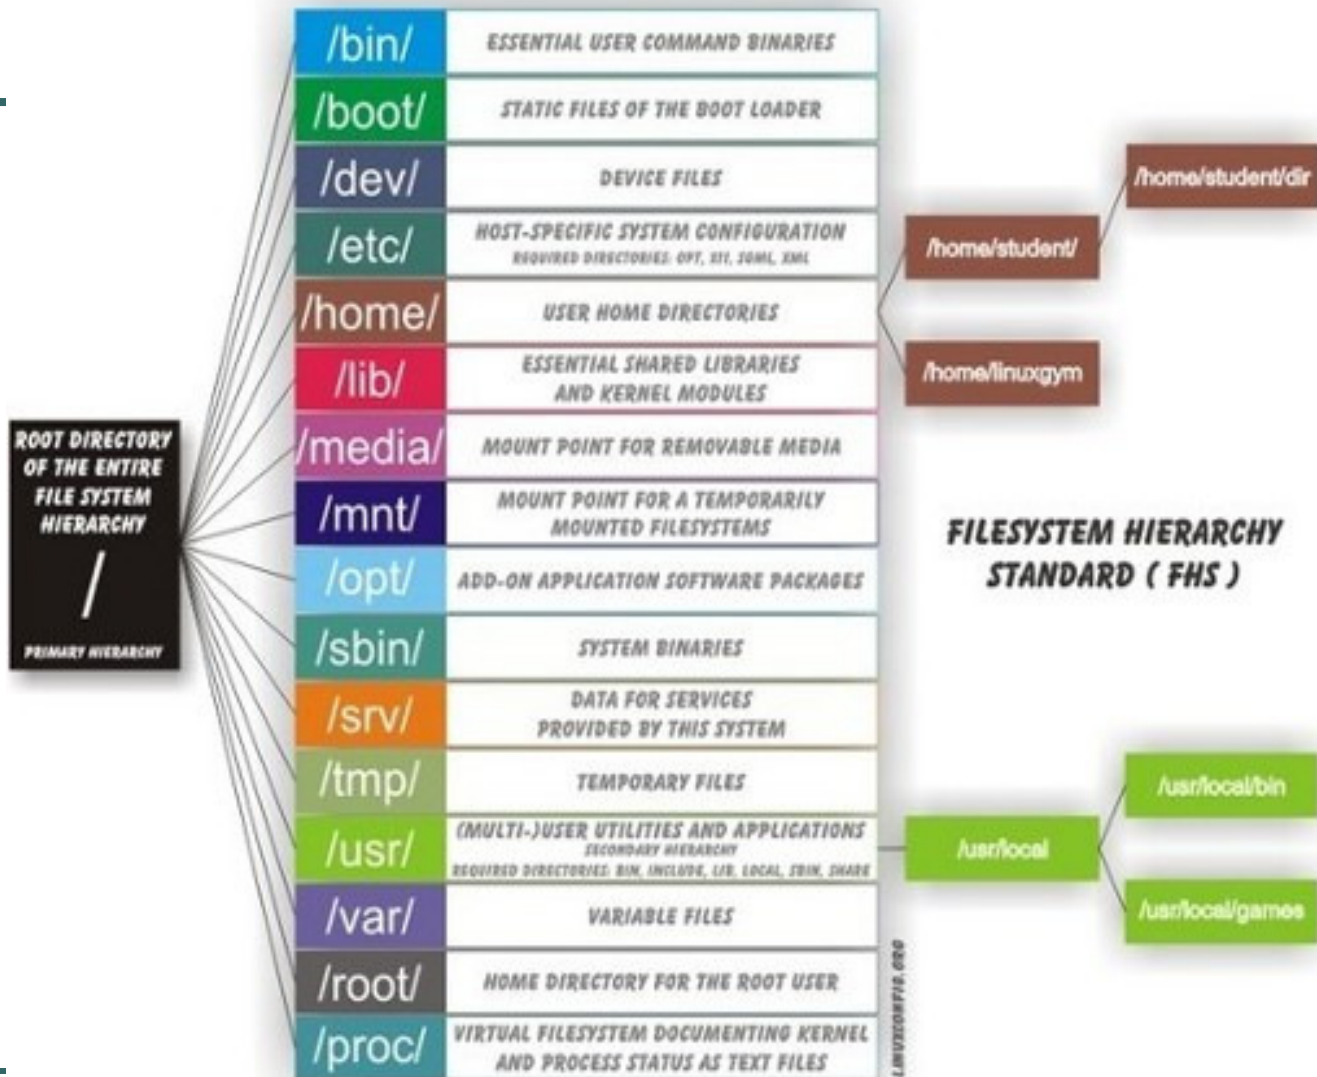 ROOT DIRECTORY
OF THE ENTIRE
FILE SYSTEM
HIERARCHY
/
PRIMARY HIERARCHY
/bin/
ESSENTIAL USER COMMAND BINARIES
/boot/
STATIC FILES OF THE BOOT LOADER
/dev/
DEVICE FILES
/etc/
HOST-SPECIFIC SYSTEM CONFIGURATION
REQUIRED DIRECTORIES: OPT, X11, SGML, XML
/home/
USER HOME DIRECTORIES
/lib/
ESSENTIAL SHARED LIBRARIES
AND KERNEL MODULES
/media/
MOUNT POINT FOR REMOVABLE MEDIA
/mnt/
MOUNT POINT FOR A TEMPORARILY
MOUNTED FILESYSTEMS
/opt/
ADD-ON APPLICATION SOFTWARE PACKAGES
/sbin/
SYSTEM BINARIES
/srv/
DATA FOR SERVICES
PROVIDED BY THIS SYSTEM
/tmp/
TEMPORARY FILES
/usr/
(MULTI-)USER UTILITIES AND APPLICATIONS
SECONDARY HIERARCHY
REQUIRED DIRECTORIES: BIN, INCLUDE, LIB, LOCAL, SBIN, SHARE
/var/
VARIABLE FILES
/root/
HOME DIRECTORY FOR THE ROOT USER
/proc/
VIRTUAL FILESYSTEM DOCUMENTING KERNEL
AND PROCESS STATUS AS TEXT FILES
/home/student/
/home/student/dir
/home/linuxgym
FILESYSTEM HIERARCHY
STANDARD ( FHS )
/usr/local
/usr/local/bin
/usr/local/games
LINUXCONFIG.ORG